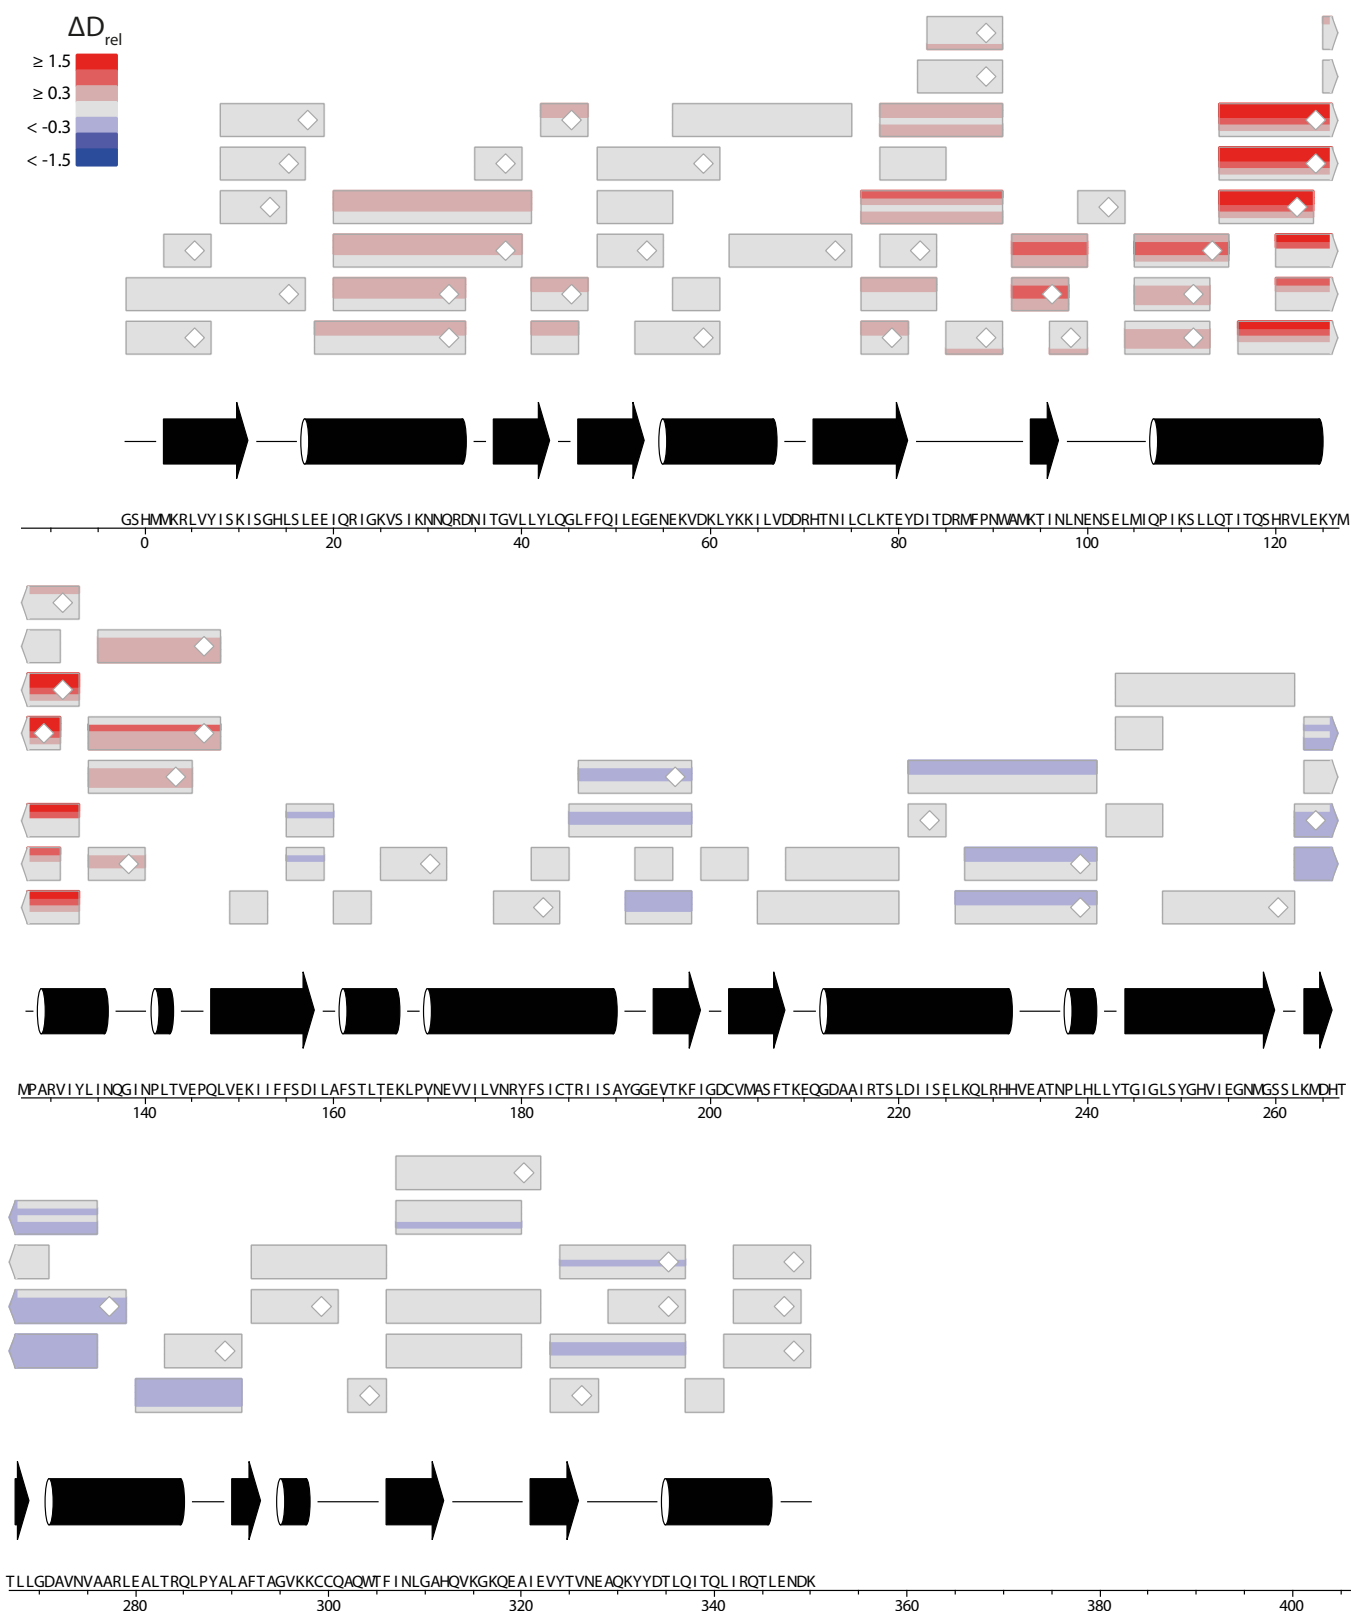 ΔDrel
≥ 1.5
≥ 0.3
< -0.3
< -1.5
GSHMMKRLVYISKISGHLSLEEIQRIGKVSIKNNQRDNITGVLLYLQGLFFQILEGENEKVDKLYKKILVDDRHTNILCLKTEYDITDRMFPNWAMKTINLNENSELMIQPIKSLLQTITQSHRVLEKYM
0 20 40 60 80 100 120
MPARVIYLINQGINPLTVEPQLVEKIIFFSDILAFSTLTEKLPVNEVVILVNRYFSICTRIISAYGGEVTKFIGDCVMASFTKEQGDAAIRTSLDIISELKQLRHHVEATNPLHLLYTGIGLSYGHVIEGNMGSSLKMDHT
140 160 180 200 220 240 260
TLLGDAVNVAARLEALTRQLPYALAFTAGVKKCCQAQWTFINLGAHQVKGKQEAIEVYTVNEAQKYYDTLQITQLIRQTLENDK
280 300 320 340 360 380 400